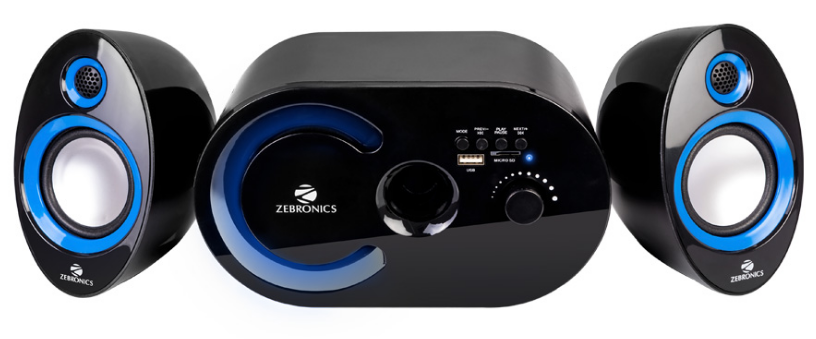 MODE
PREV/-
PLAY
PAUSE
NEXT/+
USB
MICRO SD
ZEBRONICS
ZEBRONICS
ZEBRONICS